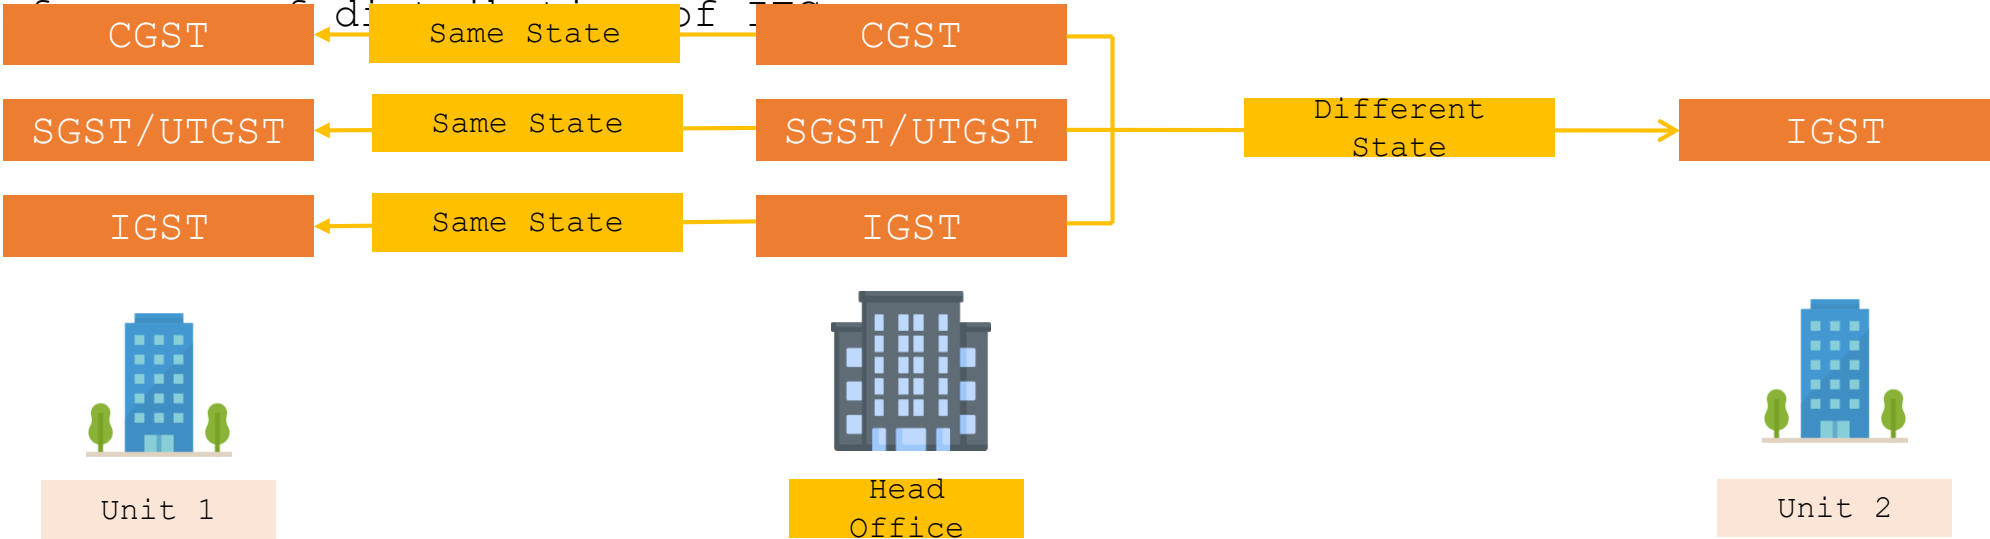 of
CGST
Same State
CGST
SGST/UTGST
Same State
SGST/UTGST
Different
State
IGST
IGST
Same State
IGST
Unit 1
Head
Office
Unit 2